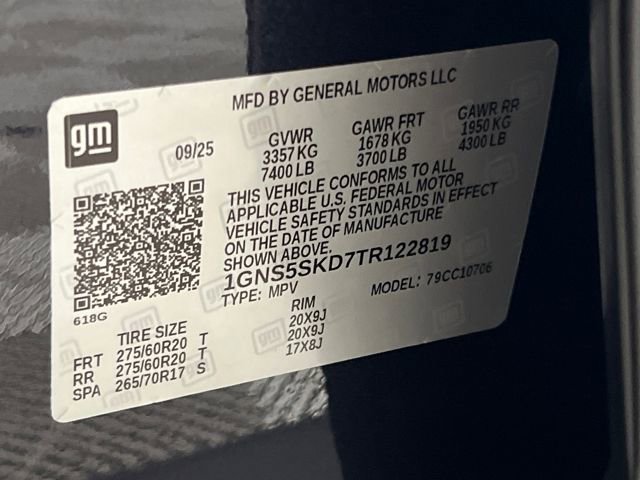 MFD BY GENERAL MOTORS LLC
gm
09/25
GVWR GAWR FRT GAWR RR
3357 KG 1678 KG 1950 KG
7400 LB 3700 LB 4300 LB
THIS VEHICLE CONFORMS TO ALL
APPLICABLE U.S. FEDERAL MOTOR
VEHICLE SAFETY STANDARDS IN EFFECT
ON THE DATE OF MANUFACTURE
SHOWN ABOVE.
1GNS5SKD7TR122819
TYPE: MPV MODEL: 79CC10706
618G
TIRE SIZE RIM
FRT 275/60R20 T 20X9J
RR 275/60R20 T 20X9J
SPA 265/70R17 S 17X8J